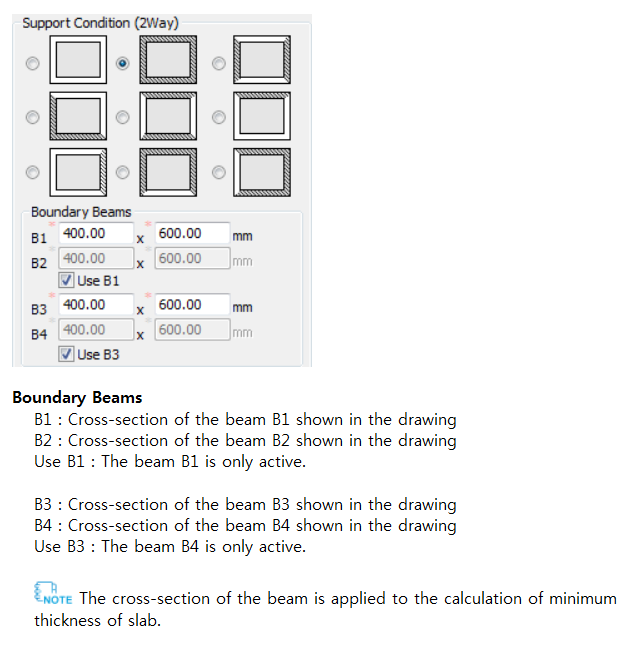 Support Condition (2Way)
Boundary Beams
B1 400.00 x 600.00 mm
B2 400.00 x 600.00 mm
Use B1
B3 400.00 x 600.00 mm
B4 400.00 x 600.00 mm
Use B3
Boundary Beams
B1 : Cross-section of the beam B1 shown in the drawing
B2 : Cross-section of the beam B2 shown in the drawing
Use B1 : The beam B1 is only active.
B3 : Cross-section of the beam B3 shown in the drawing
B4 : Cross-section of the beam B4 shown in the drawing
Use B3 : The beam B4 is only active.
NOTE The cross-section of the beam is applied to the calculation of minimum
thickness of slab.